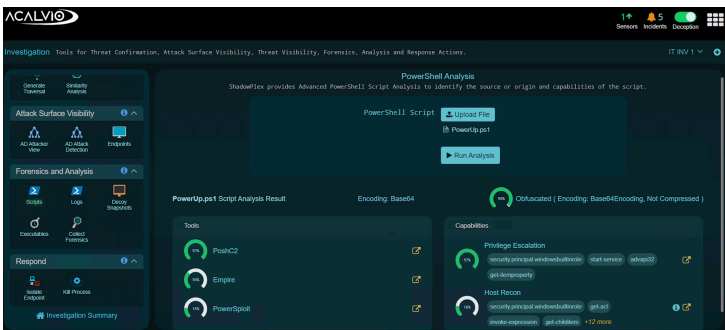 ACALVIO
1
Sensors
5
Incidents
Deception
Investigation Tools for Threat Confirmation, Attack Surface Visibility, Threat Visibility, Forensics, Analysis and Response Actions.
IT INV 1
Generate Traversal
Similarity Analysis
Attack Surface Visibility
AD Attacker View
AD Attack Detection
Endpoints
Forensics and Analysis
Scripts
Logs
Decoy Snapshots
Executables
Collect Forensics
Respond
Isolate Endpoint
Kill Process
Investigation Summary
PowerShell Analysis
ShadowPlex provides Advanced PowerShell Script Analysis to identify the source or origin and capabilities of the script.
PowerShell Script
Upload File
PowerUp.ps1
Run Analysis
PowerUp.ps1 Script Analysis Result
Encoding: Base64
Obfuscated ( Encoding: Base64Encoding, Not Compressed )
Tools
PoshC2
Empire
PowerSploit
Capabilities
Privilege Escalation
security.principal.windowsbuiltinrole
start-service
advapi32
get-itemproperty
Host Recon
security.principal.windowsbuiltinrole
get-acl
invoke-expression
get-childitem
+12 more